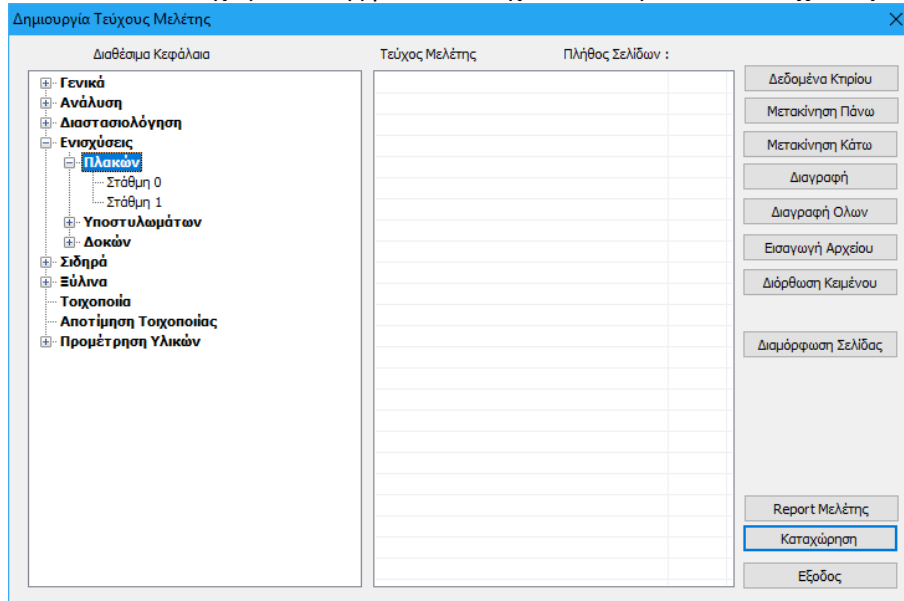 Δημιουργία Τεύχους Μελέτης
Διαθέσιμα Κεφάλαια
Τεύχος Μελέτης
Πλήθος Σελίδων :
Γενικά
Ανάλυση
Διαστασιολόγηση
Ενισχύσεις
Πλακών
Στάθμη 0
Στάθμη 1
Υποστυλωμάτων
Δοκών
Σιδηρά
Ξύλινα
Τοιχοποιία
Αποτίμηση Τοιχοποιίας
Προμέτρηση Υλικών
Δεδομένα Κτιρίου
Μετακίνηση Πάνω
Μετακίνηση Κάτω
Διαγραφή
Διαγραφή Ολων
Εισαγωγή Αρχείου
Διόρθωση Κειμένου
Διαμόρφωση Σελίδας
Report Μελέτης
Καταχώρηση
Εξοδος